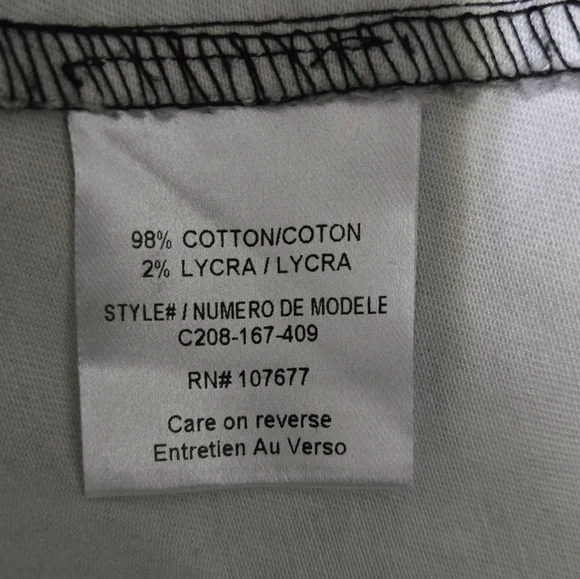 98% COTTON/COTON
2% LYCRA / LYCRA
STYLE# / NUMERO DE MODELE
C208-167-409
RN# 107677
Care on reverse
Entretien Au Verso